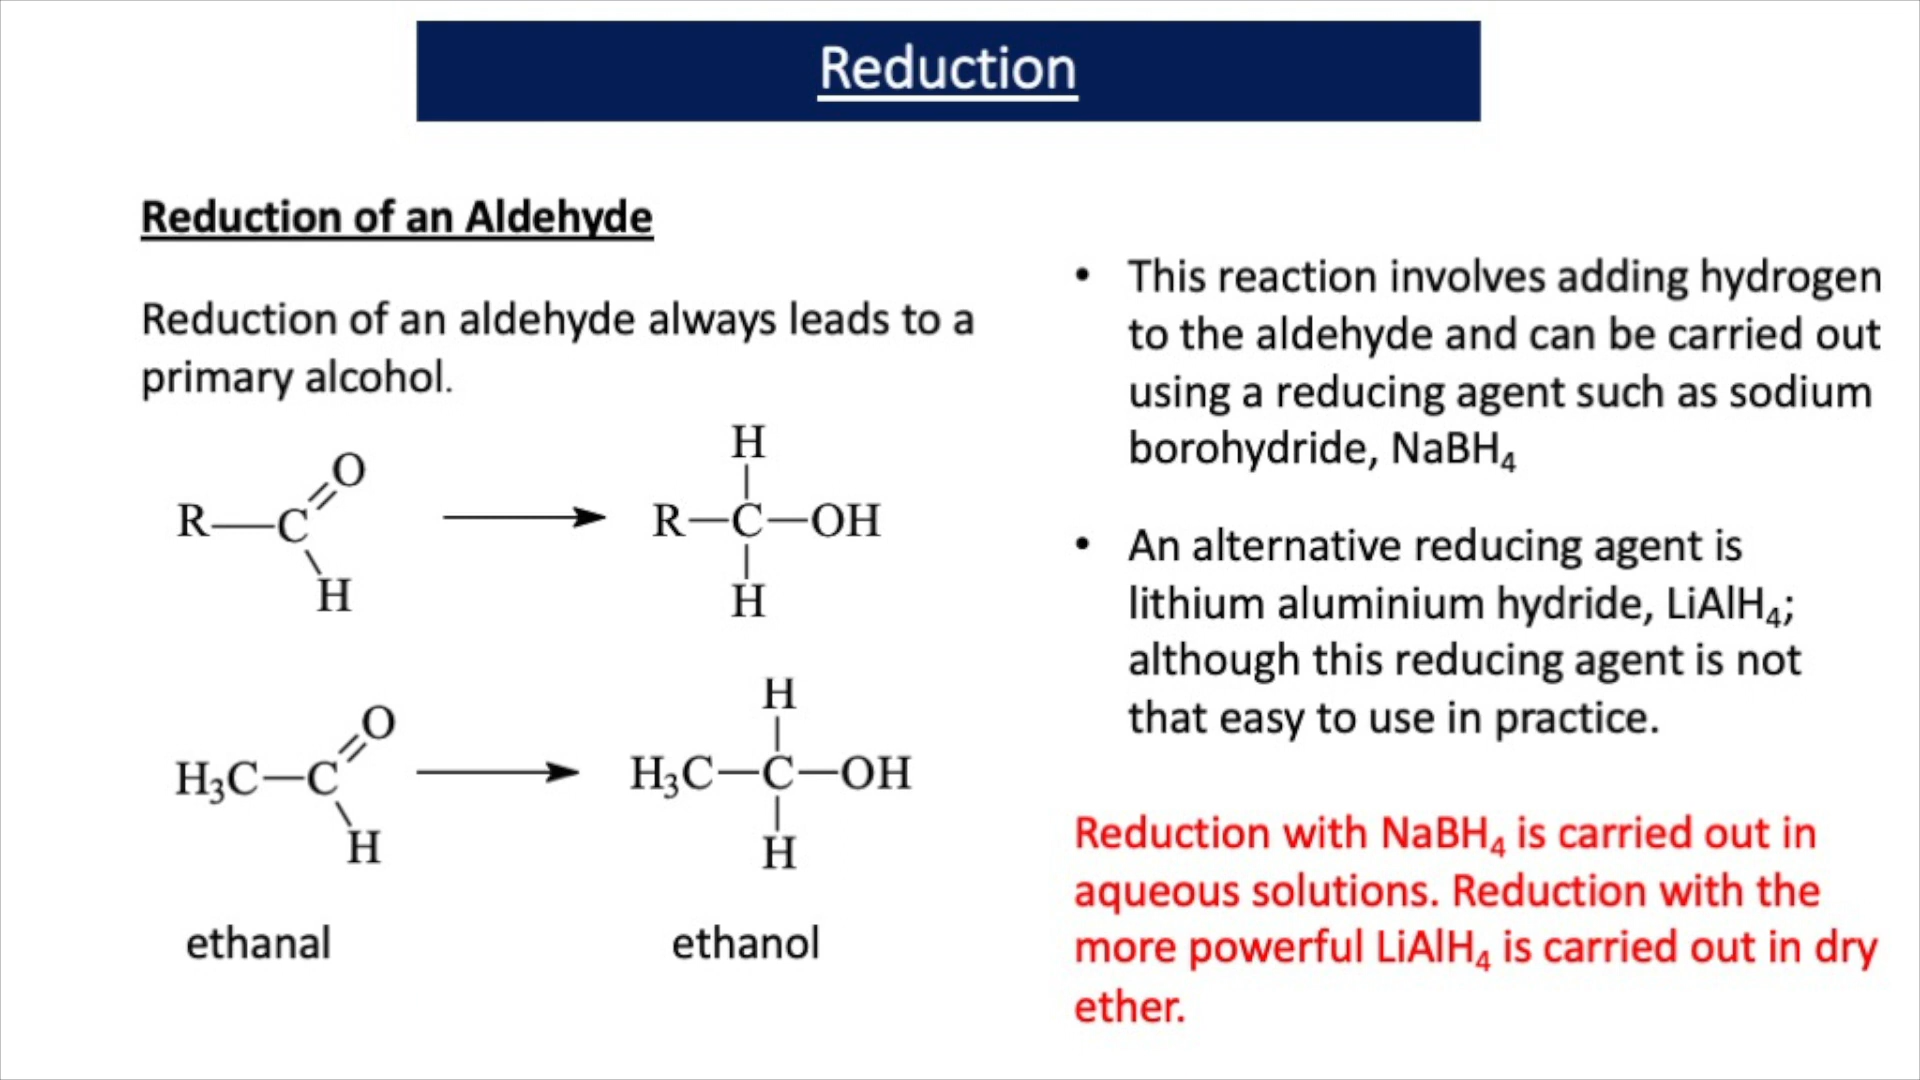 Reduction
Reduction of an Aldehyde
Reduction of an aldehyde always leads to a
primary alcohol.
H
O
R—C
R—C—OH
H
H
H
O
H₃C—C
H₃C—C—OH
H
H
ethanal
ethanol
• This reaction involves adding hydrogen
to the aldehyde and can be carried out
using a reducing agent such as sodium
borohydride, NaBH₄
• An alternative reducing agent is
lithium aluminium hydride, LiAlH₄;
although this reducing agent is not
that easy to use in practice.
Reduction with NaBH₄ is carried out in
aqueous solutions. Reduction with the
more powerful LiAlH₄ is carried out in dry
ether.